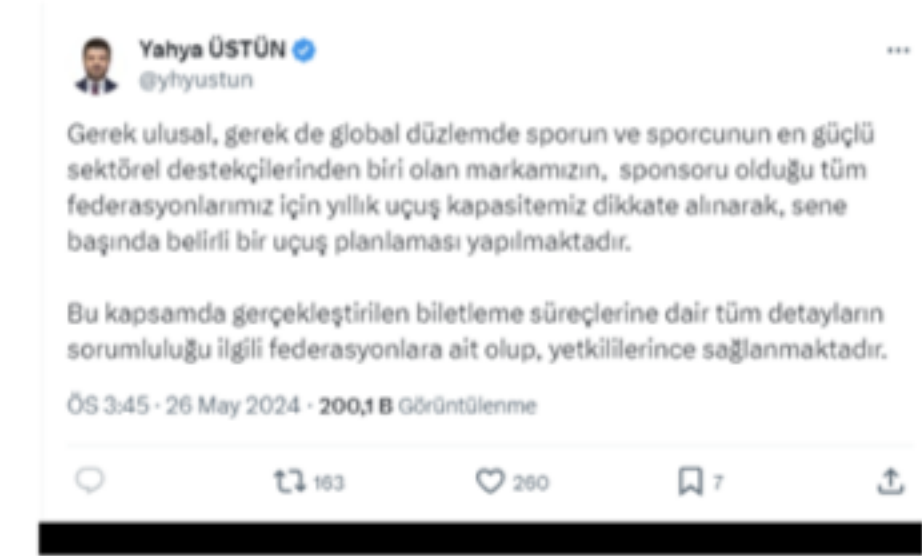 Yahya ÜSTÜN
@yhyustun
Gerek ulusal, gerek de global düzlemde sporun ve sporcunun en güçlü
sektörel destekçilerinden biri olan markamızın, sponsoru olduğu tüm
federasyonlarımız için yıllık uçuş kapasitemiz dikkate alınarak, sene
başında belirli bir uçuş planlaması yapılmaktadır.
Bu kapsamda gerçekleştirilen biletleme süreçlerine dair tüm detayların
sorumluluğu ilgili federasyonlara ait olup, yetkililerince sağlanmaktadır.
ÖS 3:45 · 26 May 2024 · 200,1 B Görüntülenme
163 260 7